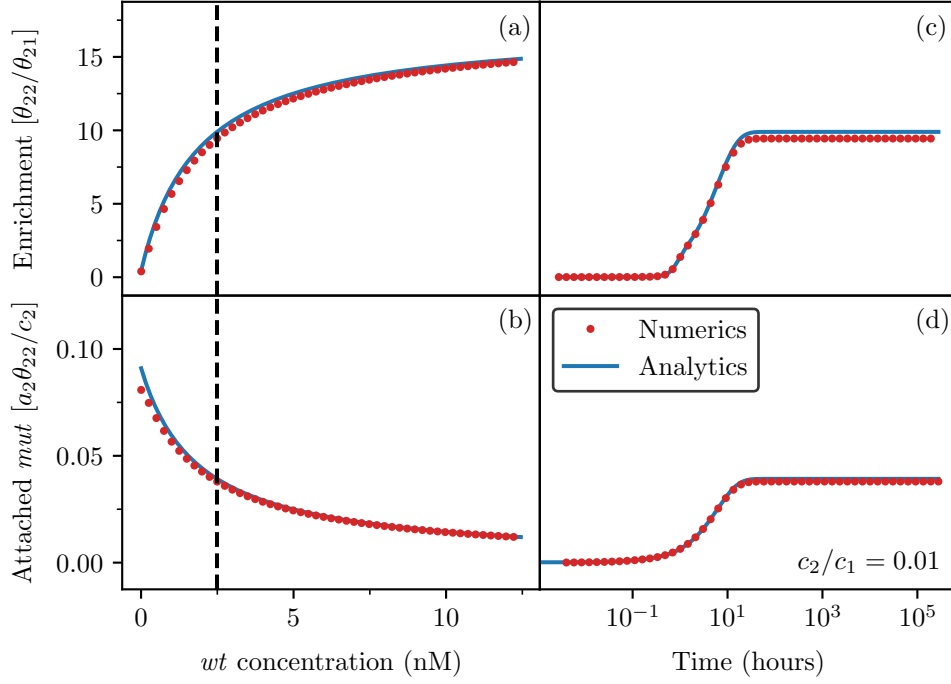 Enrichment [θ22/θ21]
15
10
5
0
(a)
(c)
Attached mut [a2θ22/c2]
0.10
0.05
0.00
(b)
(d)
Numerics
Analytics
c2/c1 = 0.01
0
5
10
10⁻¹
10¹
10³
10⁵
wt concentration (nM)
Time (hours)